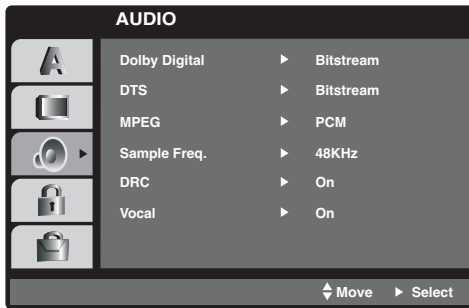 AUDIO
Dolby Digital ▶ Bitstream
DTS ▶ Bitstream
MPEG ▶ PCM
Sample Freq. ▶ 48KHz
DRC ▶ On
Vocal ▶ On
Move ▶ Select